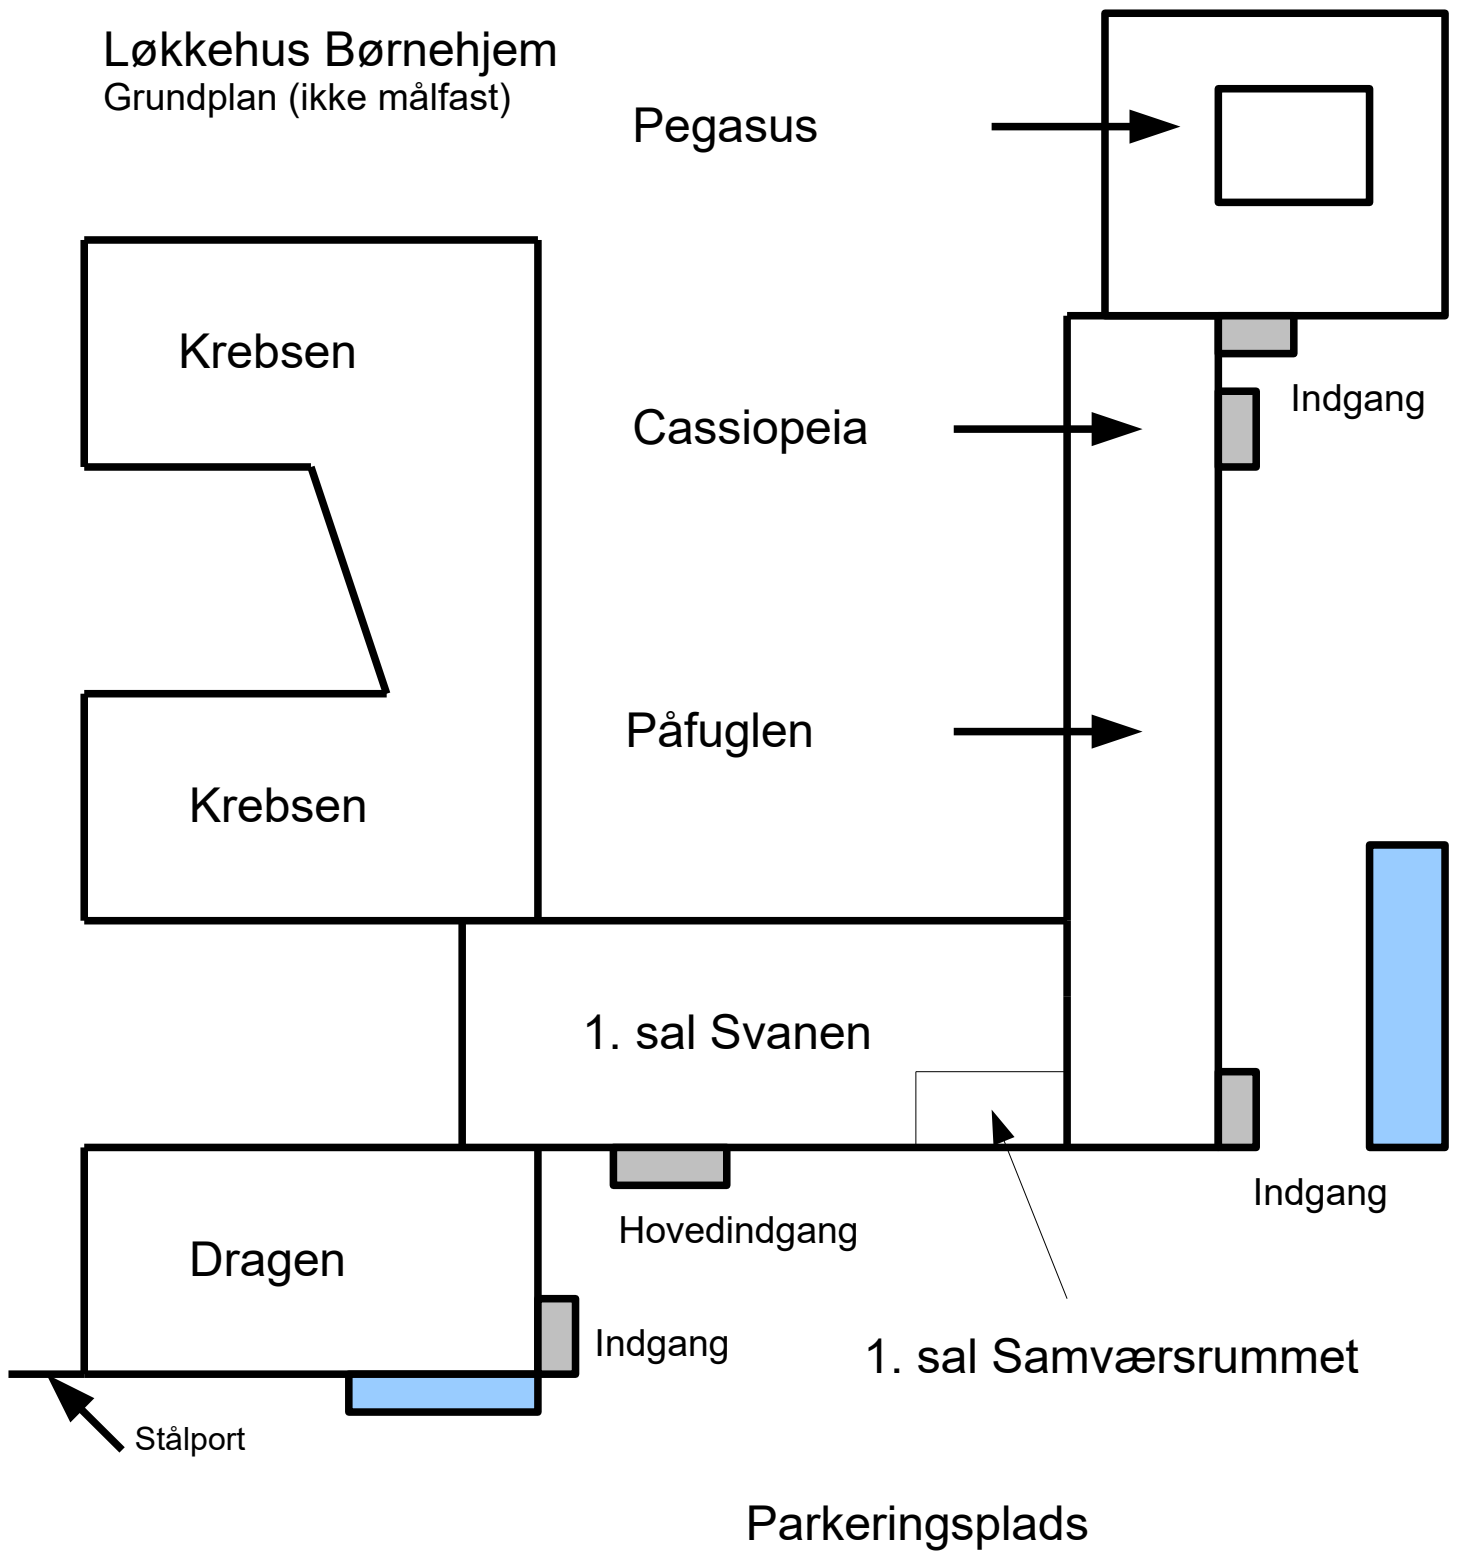 Løkkehus Børnehjem
Grundplan (ikke målfast)
Pegasus
Krebsen
Indgang
Cassiopeia
Påfuglen
Krebsen
1. sal Svanen
Indgang
Hovedindgang
Dragen
Indgang
1. sal Samværsrummet
Stålport
Parkeringsplads